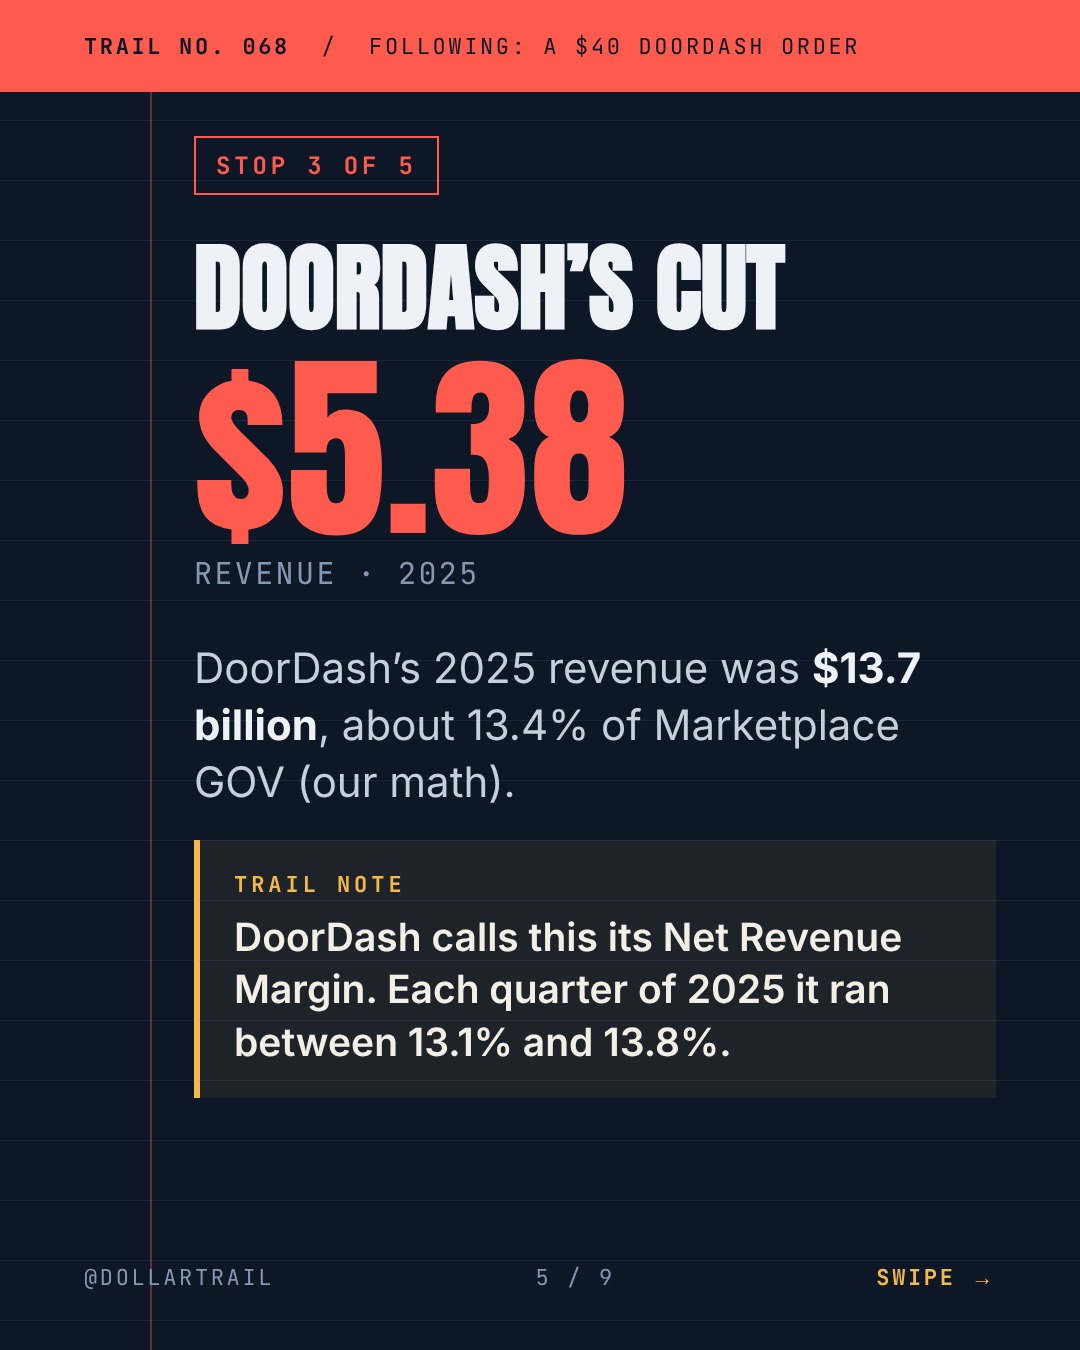 TRAIL NO. 068 / FOLLOWING: A $40 DOORDASH ORDER
STOP 3 OF 5
DOORDASH’S CUT
$5.38
REVENUE · 2025
DoorDash’s 2025 revenue was $13.7
billion, about 13.4% of Marketplace
GOV (our math).
TRAIL NOTE
DoorDash calls this its Net Revenue
Margin. Each quarter of 2025 it ran
between 13.1% and 13.8%.
@DOLLARTRAIL 5 / 9 SWIPE →